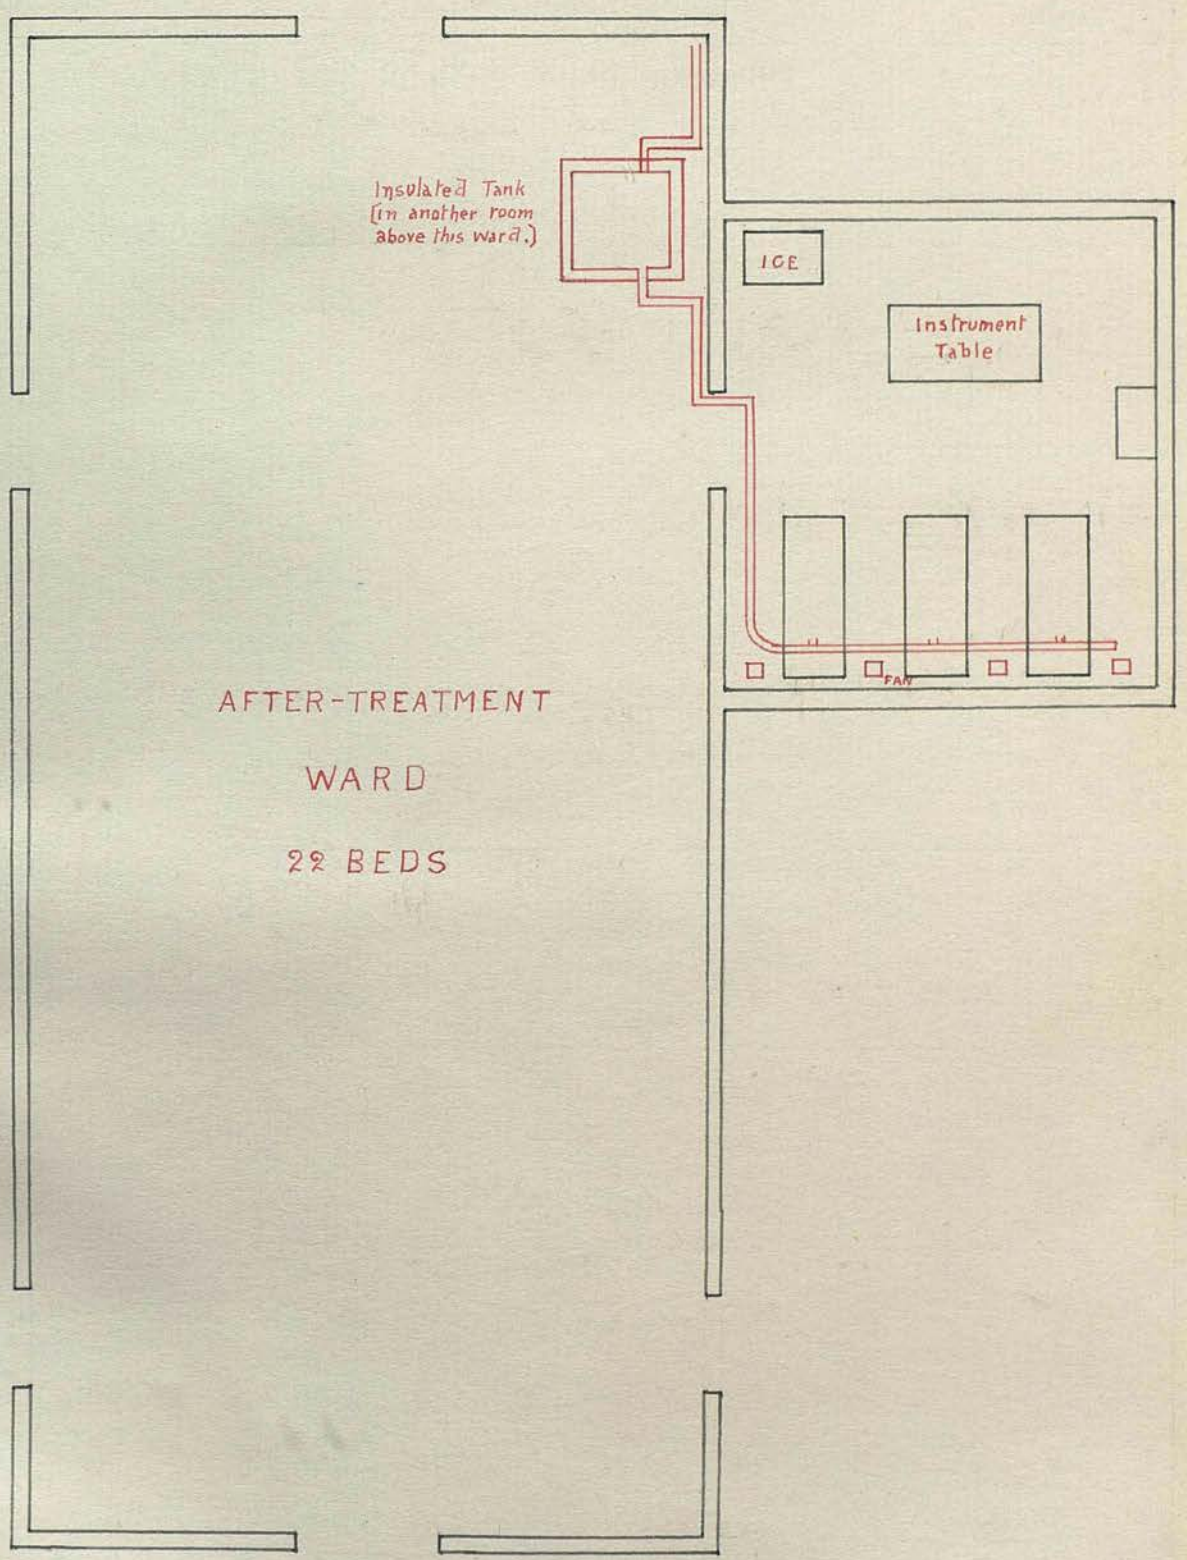 Insulated Tank
(in another room
above this ward.)
ICE
Instrument
Table
FAN
AFTER-TREATMENT
WARD
22 BEDS